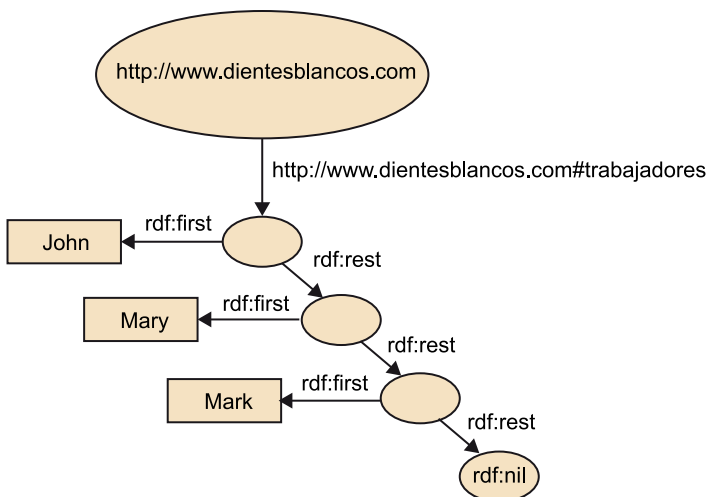 http://www.dientesblancos.com
http://www.dientesblancos.com#trabajadores
rdf:first
John
rdf:rest
rdf:first
Mary
rdf:rest
rdf:first
Mark
rdf:rest
rdf:nil